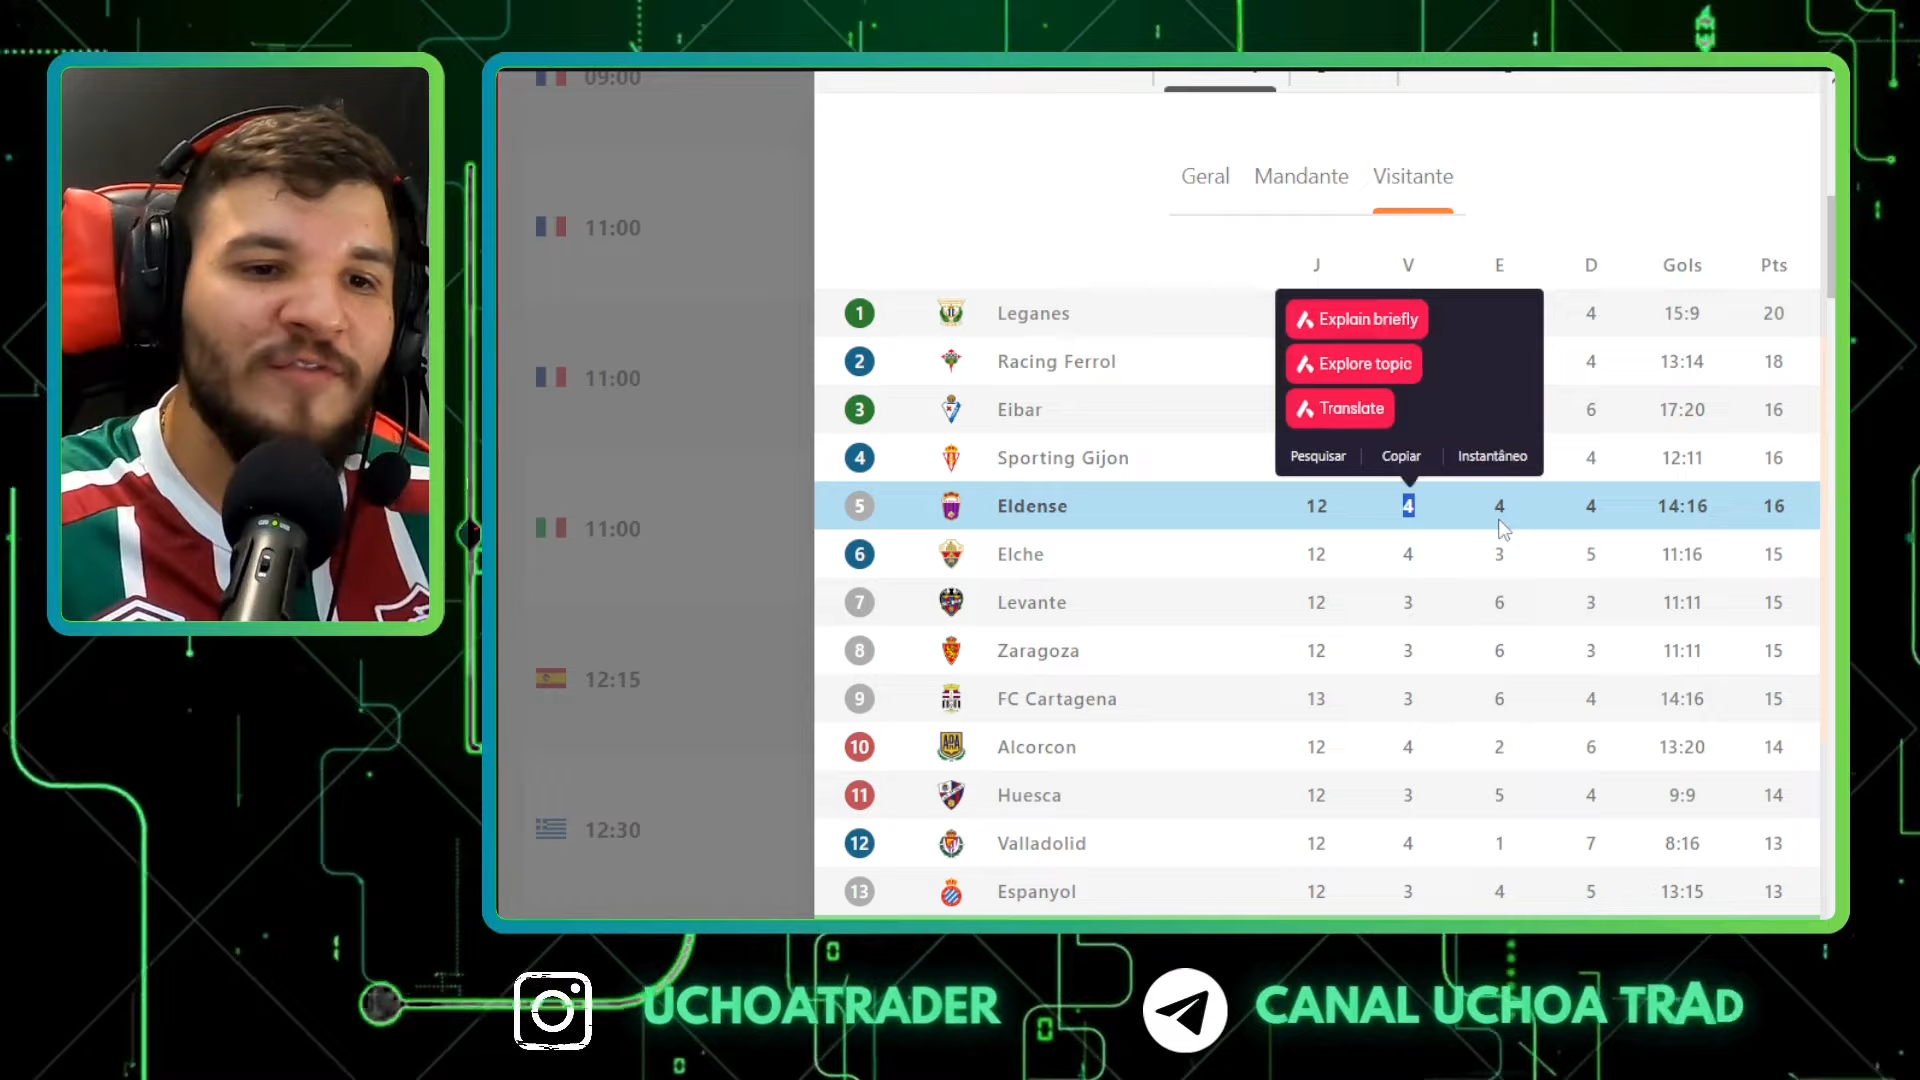 09:00
11:00
11:00
11:00
12:15
12:30
Geral Mandante Visitante
J V E D Gols Pts
1 Leganes 4 15:9 20
2 Racing Ferrol 4 13:14 18
3 Eibar 6 17:20 16
4 Sporting Gijon 4 12:11 16
Explain briefly
Explore topic
Translate
Pesquisar Copiar Instantâneo
5 Eldense 12 4 4 4 14:16 16
6 Elche 12 4 3 5 11:16 15
7 Levante 12 3 6 3 11:11 15
8 Zaragoza 12 3 6 3 11:11 15
9 FC Cartagena 13 3 6 4 14:16 15
10 Alcorcon 12 4 2 6 13:20 14
11 Huesca 12 3 5 4 9:9 14
12 Valladolid 12 4 1 7 8:16 13
13 Espanyol 12 3 4 5 13:15 13
UCHOATRADER
CANAL UCHOA TRAD